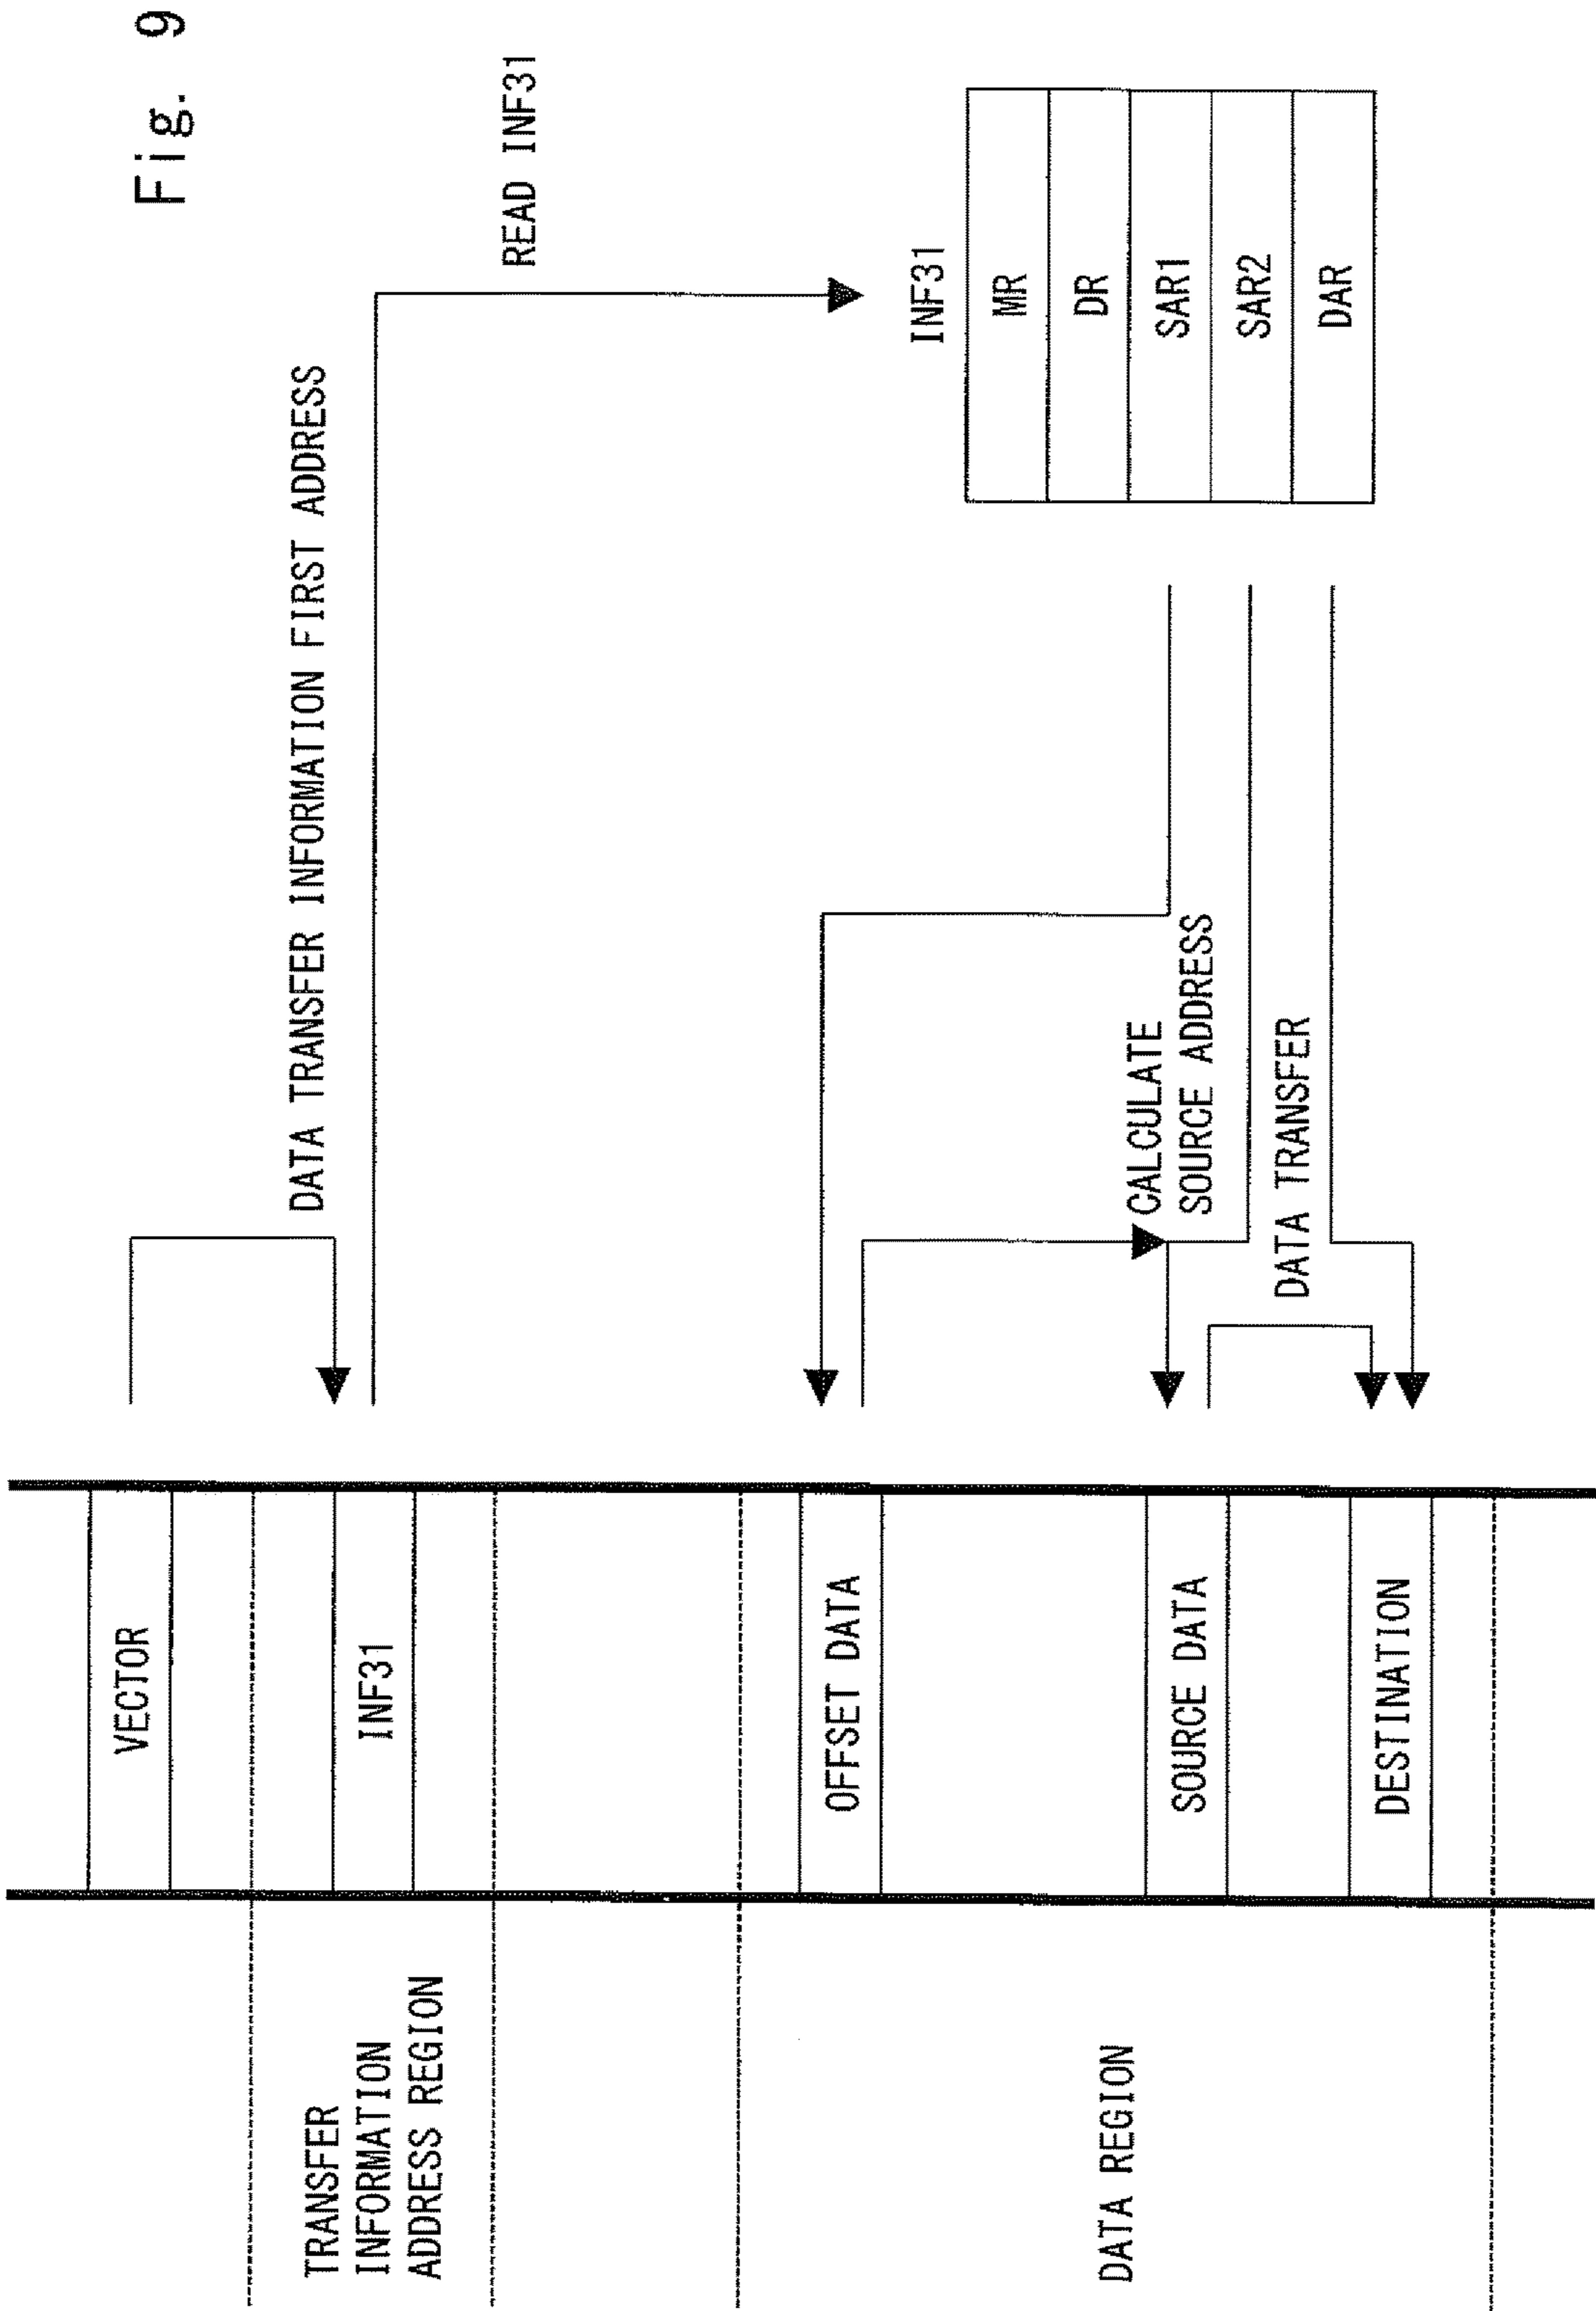 Fig. 9
VECTOR
DATA TRANSFER INFORMATION FIRST ADDRESS
TRANSFER
INFORMATION
ADDRESS REGION
INF31
READ INF31
OFFSET DATA
INF31
MR
DR
SAR1
SAR2
DAR
DATA REGION
CALCULATE
SOURCE ADDRESS
SOURCE DATA
DATA TRANSFER
DESTINATION